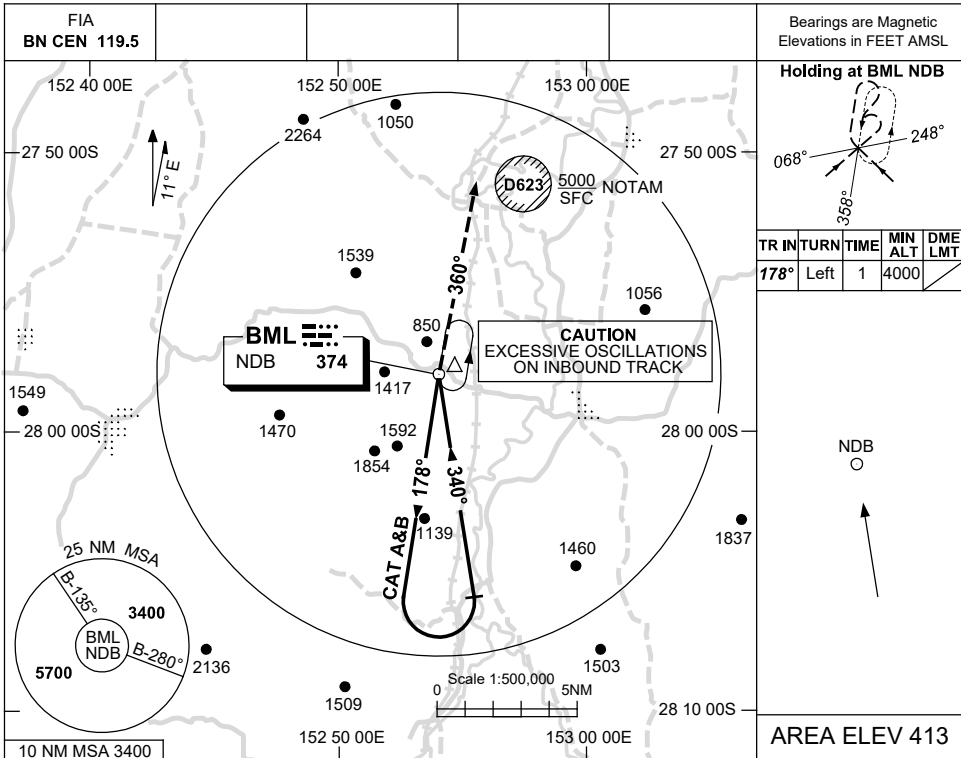 FIA
BN CEN 119.5
Bearings are Magnetic
Elevations in FEET AMSL
152 40 00E
152 50 00E
153 00 00E
Holding at BML NDB
2264
1050
27 50 00S
27 50 00S
11° E
D623
5000
SFC
NOTAM
068°
248°
358°
TR IN
TURN
TIME
MIN
ALT
DME
LMT
178°
Left
1
4000
1539
360°
1056
850
BML
NDB 374
CAUTION
EXCESSIVE OSCILLATIONS
ON INBOUND TRACK
1417
1549
1470
28 00 00S
28 00 00S
1592
1854
178°
340°
NDB
1139
CAT A&B
1837
1460
25 NM MSA
B-135°
3400
BML
NDB
B-280°
5700
2136
1503
1509
Scale 1:500,000
0
5NM
28 10 00S
152 50 00E
153 00 00E
10 NM MSA 3400
AREA ELEV 413